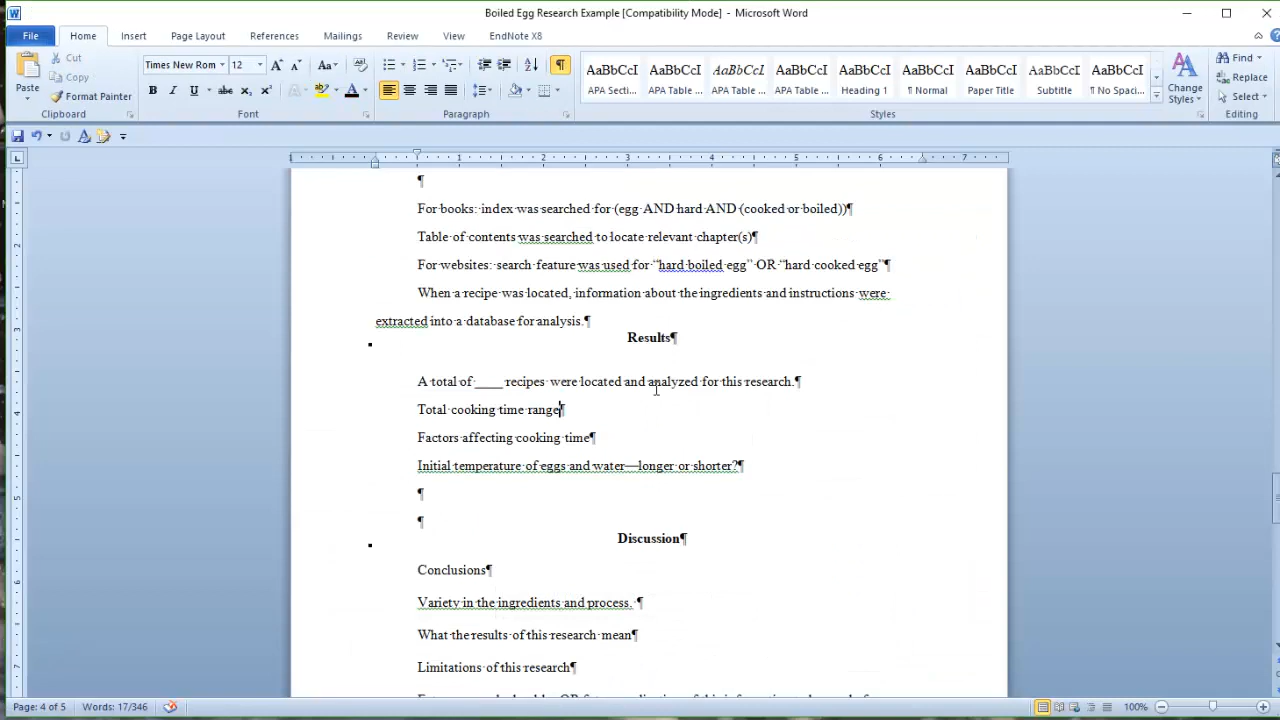 Boiled Egg Research Example [Compatibility Mode] - Microsoft Word
File Home Insert Page Layout References Mailings Review View EndNote X8
Paste
Cut
Copy
Format Painter
Clipboard
Times New Rom 12
Font
Paragraph
AaBbCcI AaBbCcI AaBbCcI AaBbCcI AaBbCcI AaBbCcI AaBbCcI AaBbCcI AaBbCcI
APA Secti... APA Table ... APA Table ... APA Table ... Heading 1 ¶ Normal Paper Title Subtitle ¶ No Spaci...
Styles
Change Styles
Find
Replace
Select
Editing
1 1 2 3 4 5 6 7
¶
For books: index was searched for (egg AND hard AND (cooked or boiled))¶
Table of contents was searched to locate relevant chapter(s)¶
For websites: search feature was used for “hard boiled egg” OR “hard cooked egg”¶
When a recipe was located, information about the ingredients and instructions were
extracted into a database for analysis.¶
Results¶
A total of ____ recipes were located and analyzed for this research.¶
Total cooking time range¶
Factors affecting cooking time¶
Initial temperature of eggs and water—longer or shorter?¶
¶
¶
Discussion¶
Conclusions¶
Variety in the ingredients and process. ¶
What the results of this research mean¶
Limitations of this research¶
Page: 4 of 5 Words: 17/346 100%